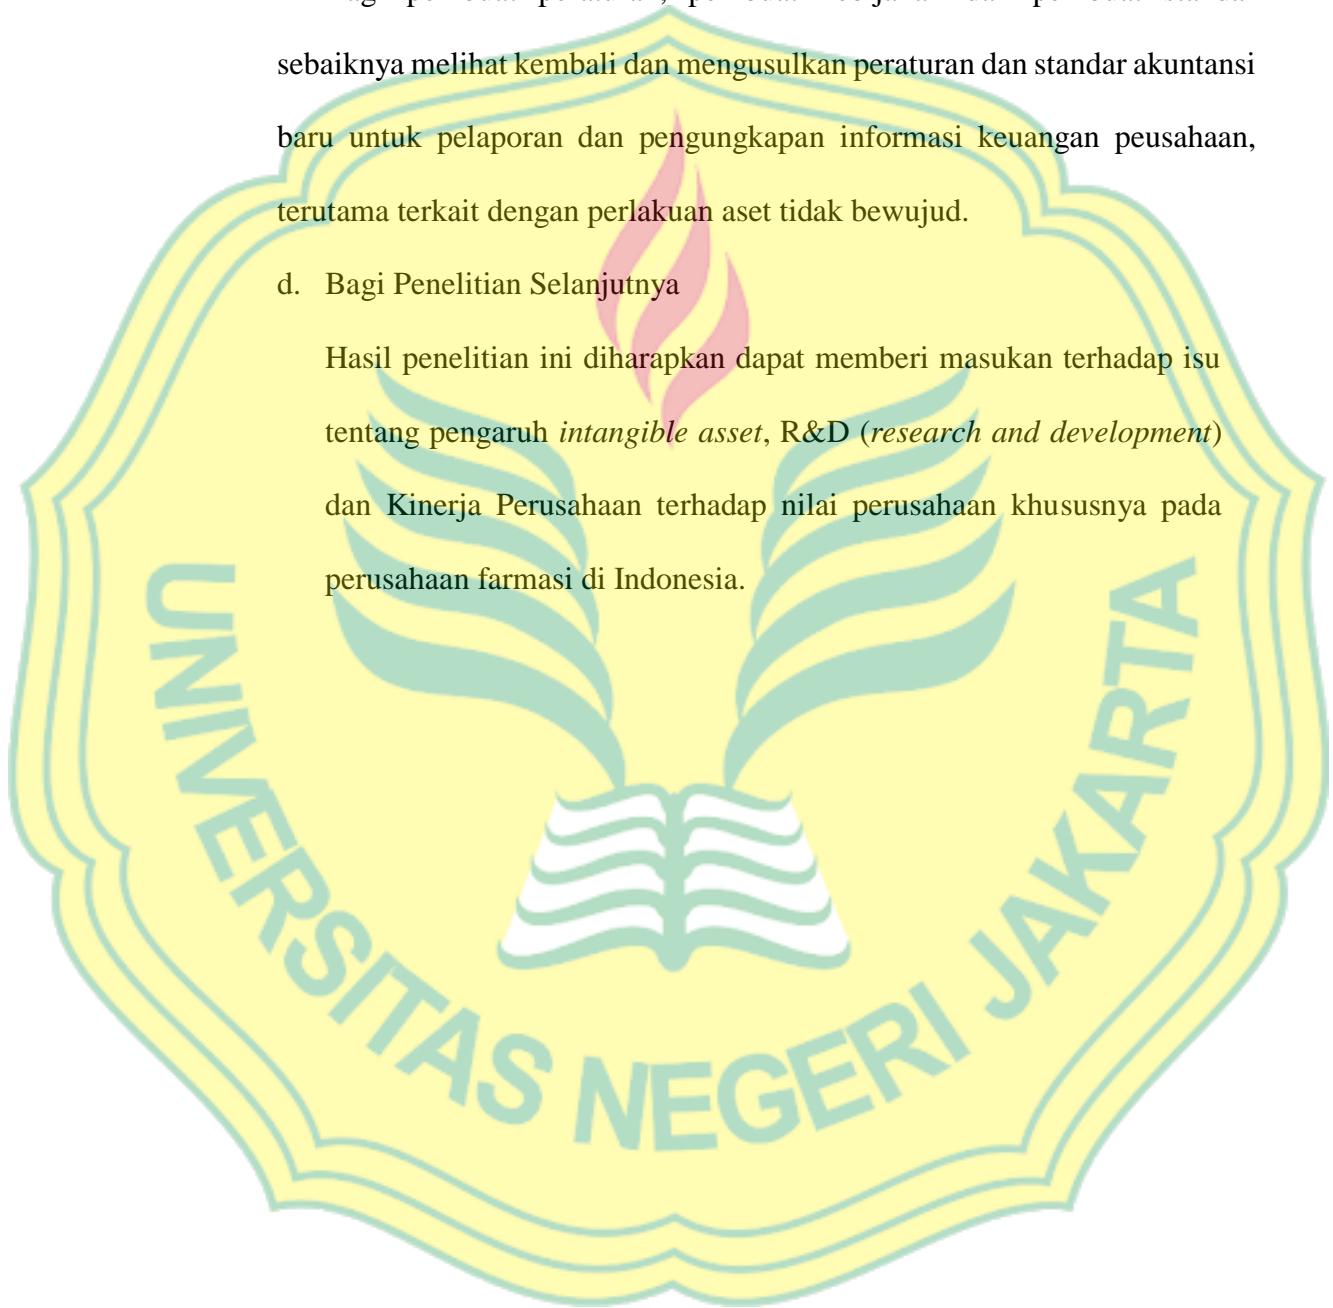 sebaiknya melihat kembali dan mengusulkan peraturan dan standar akuntansi
baru untuk pelaporan dan pengungkapan informasi keuangan peusahaan,
terutama terkait dengan perlakuan aset tidak bewujud.
d. Bagi Penelitian Selanjutnya
Hasil penelitian ini diharapkan dapat memberi masukan terhadap isu
tentang pengaruh intangible asset, R&D (research and development)
dan Kinerja Perusahaan terhadap nilai perusahaan khususnya pada
perusahaan farmasi di Indonesia.
UNIVERSITAS NEGERI JAKARTA